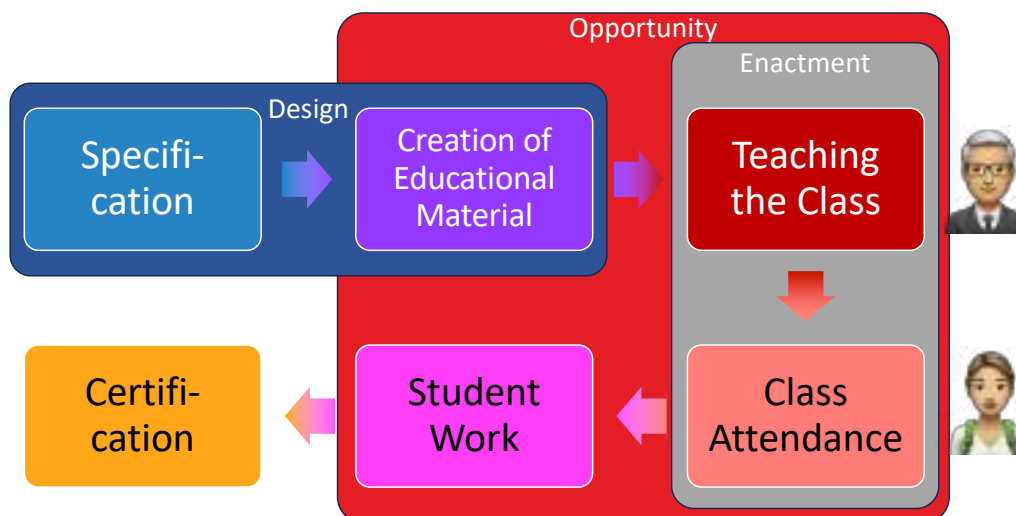 Opportunity
Enactment
Design
Specifi-
cation
Creation of
Educational
Material
Teaching
the Class
Certifi-
cation
Student
Work
Class
Attendance